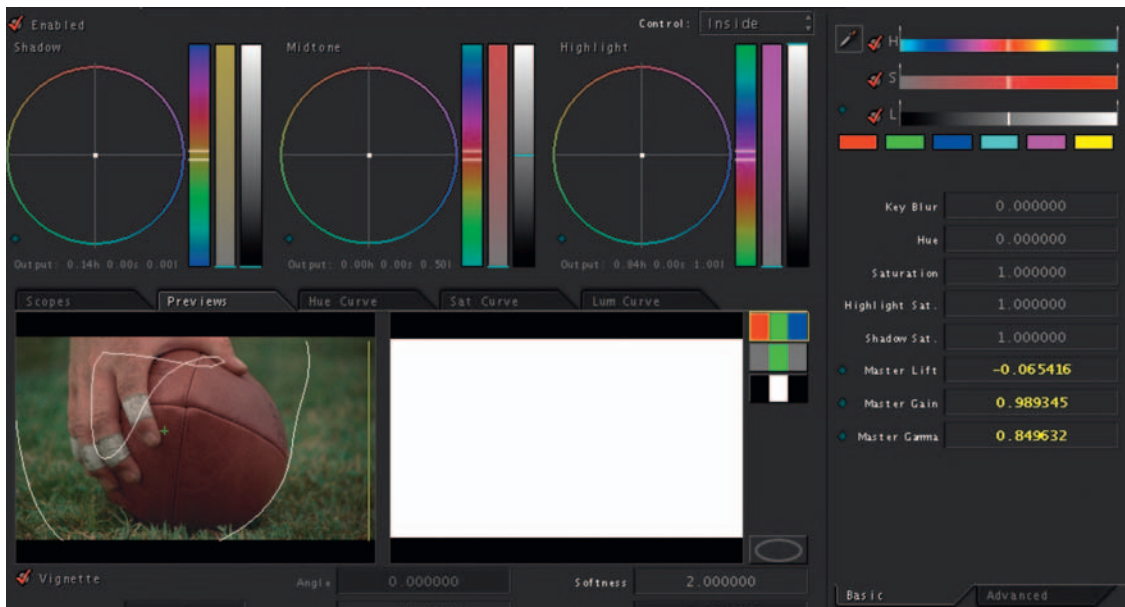 Enabled
Control: Inside
Shadow
Midtone
Highlight
Output: 0.14h 0.00s 0.00l
Output: 0.00h 0.00s 0.50l
Output: 0.84h 0.00s 1.00l
Scopes
Previews
Hue Curve
Sat Curve
Lum Curve
Vignette
Angle 0.000000
Softness 2.000000
H
S
L
Key Blur 0.000000
Hue 0.000000
Saturation 1.000000
Highlight Sat. 1.000000
Shadow Sat. 1.000000
Master Lift -0.065416
Master Gain 0.989345
Master Gamma 0.849632
Basic
Advanced